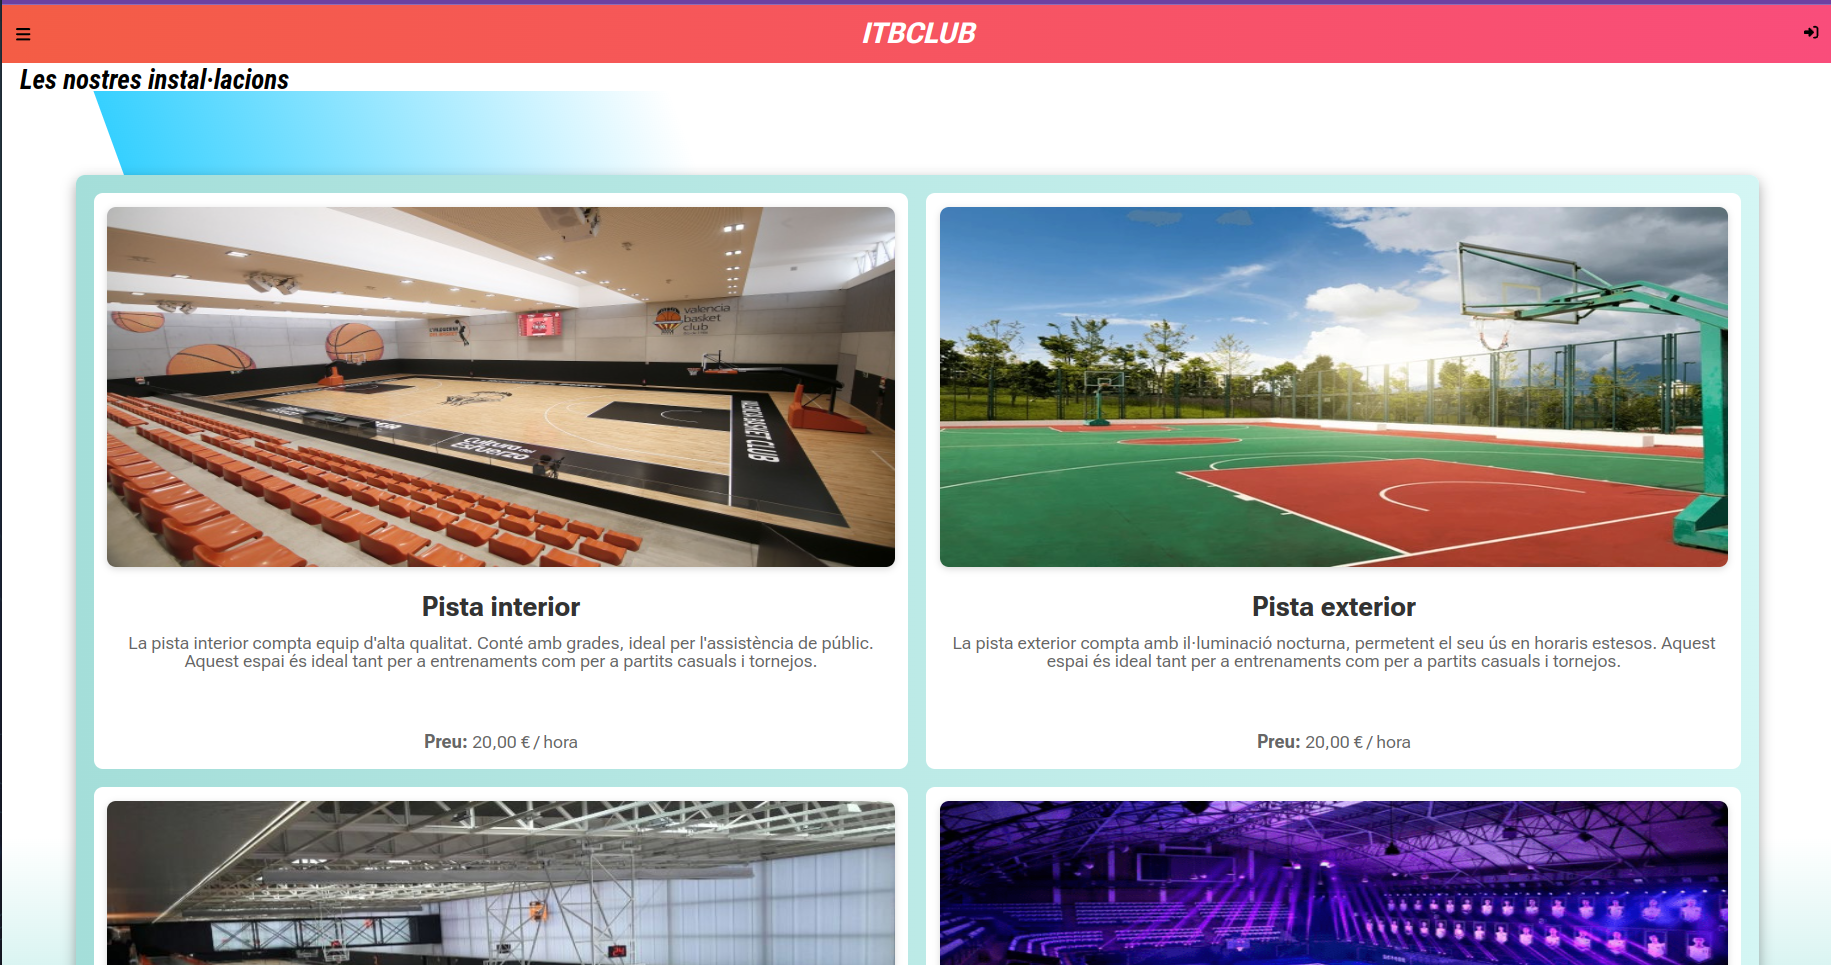 ITBCLUB
Les nostres instal·lacions
valencia
basket
club
Cultura del
esfuerzo
VALENCIA BASKET CLUB
Pista interior
La pista interior compta equip d'alta qualitat. Conté amb grades, ideal per l'assistència de públic.
Aquest espai és ideal tant per a entrenaments com per a partits casuals i tornejos.
Preu: 20,00 € / hora
Pista exterior
La pista exterior compta amb il·luminació nocturna, permetent el seu ús en horaris estesos. Aquest
espai és ideal tant per a entrenaments com per a partits casuals i tornejos.
Preu: 20,00 € / hora
24